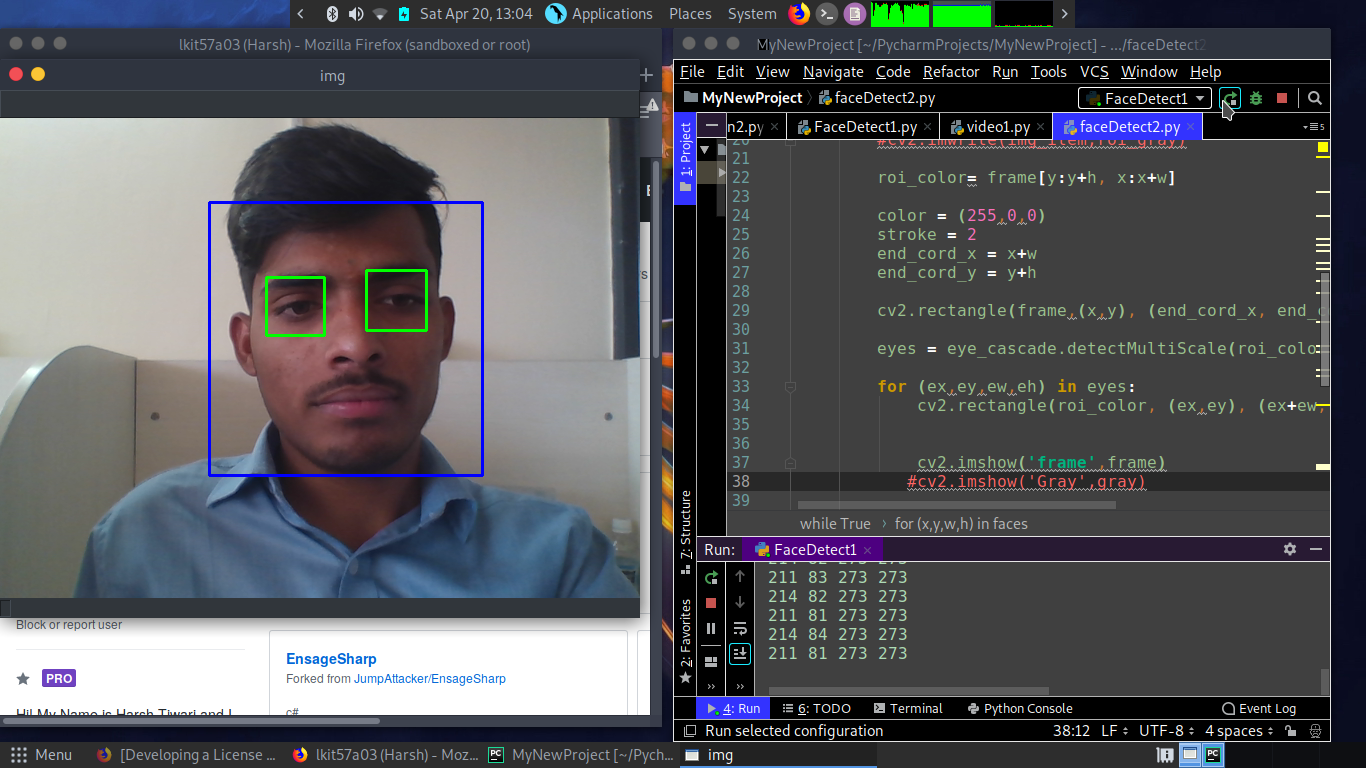 Sat Apr 20, 13:04 Applications Places System
lkit57a03 (Harsh) - Mozilla Firefox (sandboxed or root)
img
Block or report user
PRO
Hi! My Name is Harsh Tiwari and I
EnsageSharp
Forked from JumpAttacker/EnsageSharp
c#
MyNewProject [~/PycharmProjects/MyNewProject] - .../faceDetect2
File Edit View Navigate Code Refactor Run Tools VCS Window Help
MyNewProject faceDetect2.py FaceDetect1
n2.py FaceDetect1.py video1.py faceDetect2.py 5
1: Project
20 #cv2.imwrite(img_item,roi_gray)
21
22 roi_color= frame[y:y+h, x:x+w]
23
24 color = (255,0,0)
25 stroke = 2
26 end_cord_x = x+w
27 end_cord_y = y+h
28
29 cv2.rectangle(frame,(x,y), (end_cord_x, end_
30
31 eyes = eye_cascade.detectMultiScale(roi_colo
32
33 for (ex,ey,ew,eh) in eyes:
34 cv2.rectangle(roi_color, (ex,ey), (ex+ew,
35
36
37 cv2.imshow('frame',frame)
38 #cv2.imshow('Gray',gray)
39
while True › for (x,y,w,h) in faces
7: Structure
2: Favorites
Run: FaceDetect1
211 83 273 273
214 82 273 273
211 81 273 273
214 84 273 273
211 81 273 273
4: Run 6: TODO Terminal Python Console Event Log
Run selected configuration 38:12 LF UTF-8 4 spaces
Menu [Developing a License ... lkit57a03 (Harsh) - Moz... MyNewProject [~/Pych... img